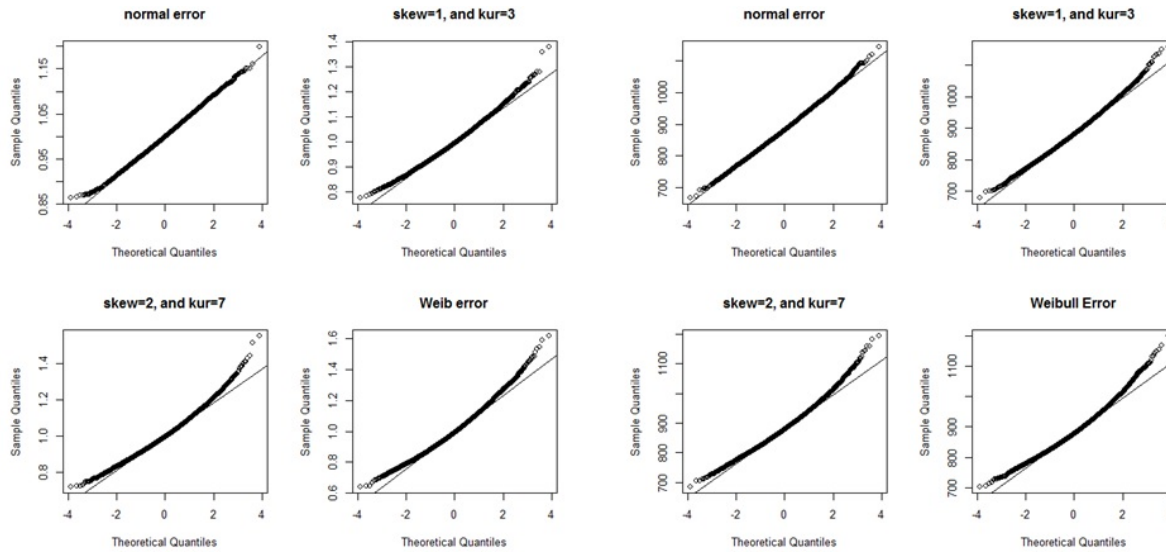 normal error
Sample Quantiles
0.85 0.95 1.05 1.15
-4 -2 0 2 4
Theoretical Quantiles
skew=1, and kur=3
Sample Quantiles
0.8 0.9 1.0 1.1 1.2 1.3 1.4
-4 -2 0 2 4
Theoretical Quantiles
normal error
Sample Quantiles
700 800 900 1000
-4 -2 0 2 4
Theoretical Quantiles
skew=1, and kur=3
Sample Quantiles
700 800 900 1000
-4 -2 0 2 4
Theoretical Quantiles
skew=2, and kur=7
Sample Quantiles
0.8 1.0 1.2 1.4
-4 -2 0 2 4
Theoretical Quantiles
Weib error
Sample Quantiles
0.6 0.8 1.0 1.2 1.4 1.6
-4 -2 0 2 4
Theoretical Quantiles
skew=2, and kur=7
Sample Quantiles
700 800 900 1100
-4 -2 0 2 4
Theoretical Quantiles
Weibull Error
Sample Quantiles
700 800 900 1100
-4 -2 0 2 4
Theoretical Quantiles